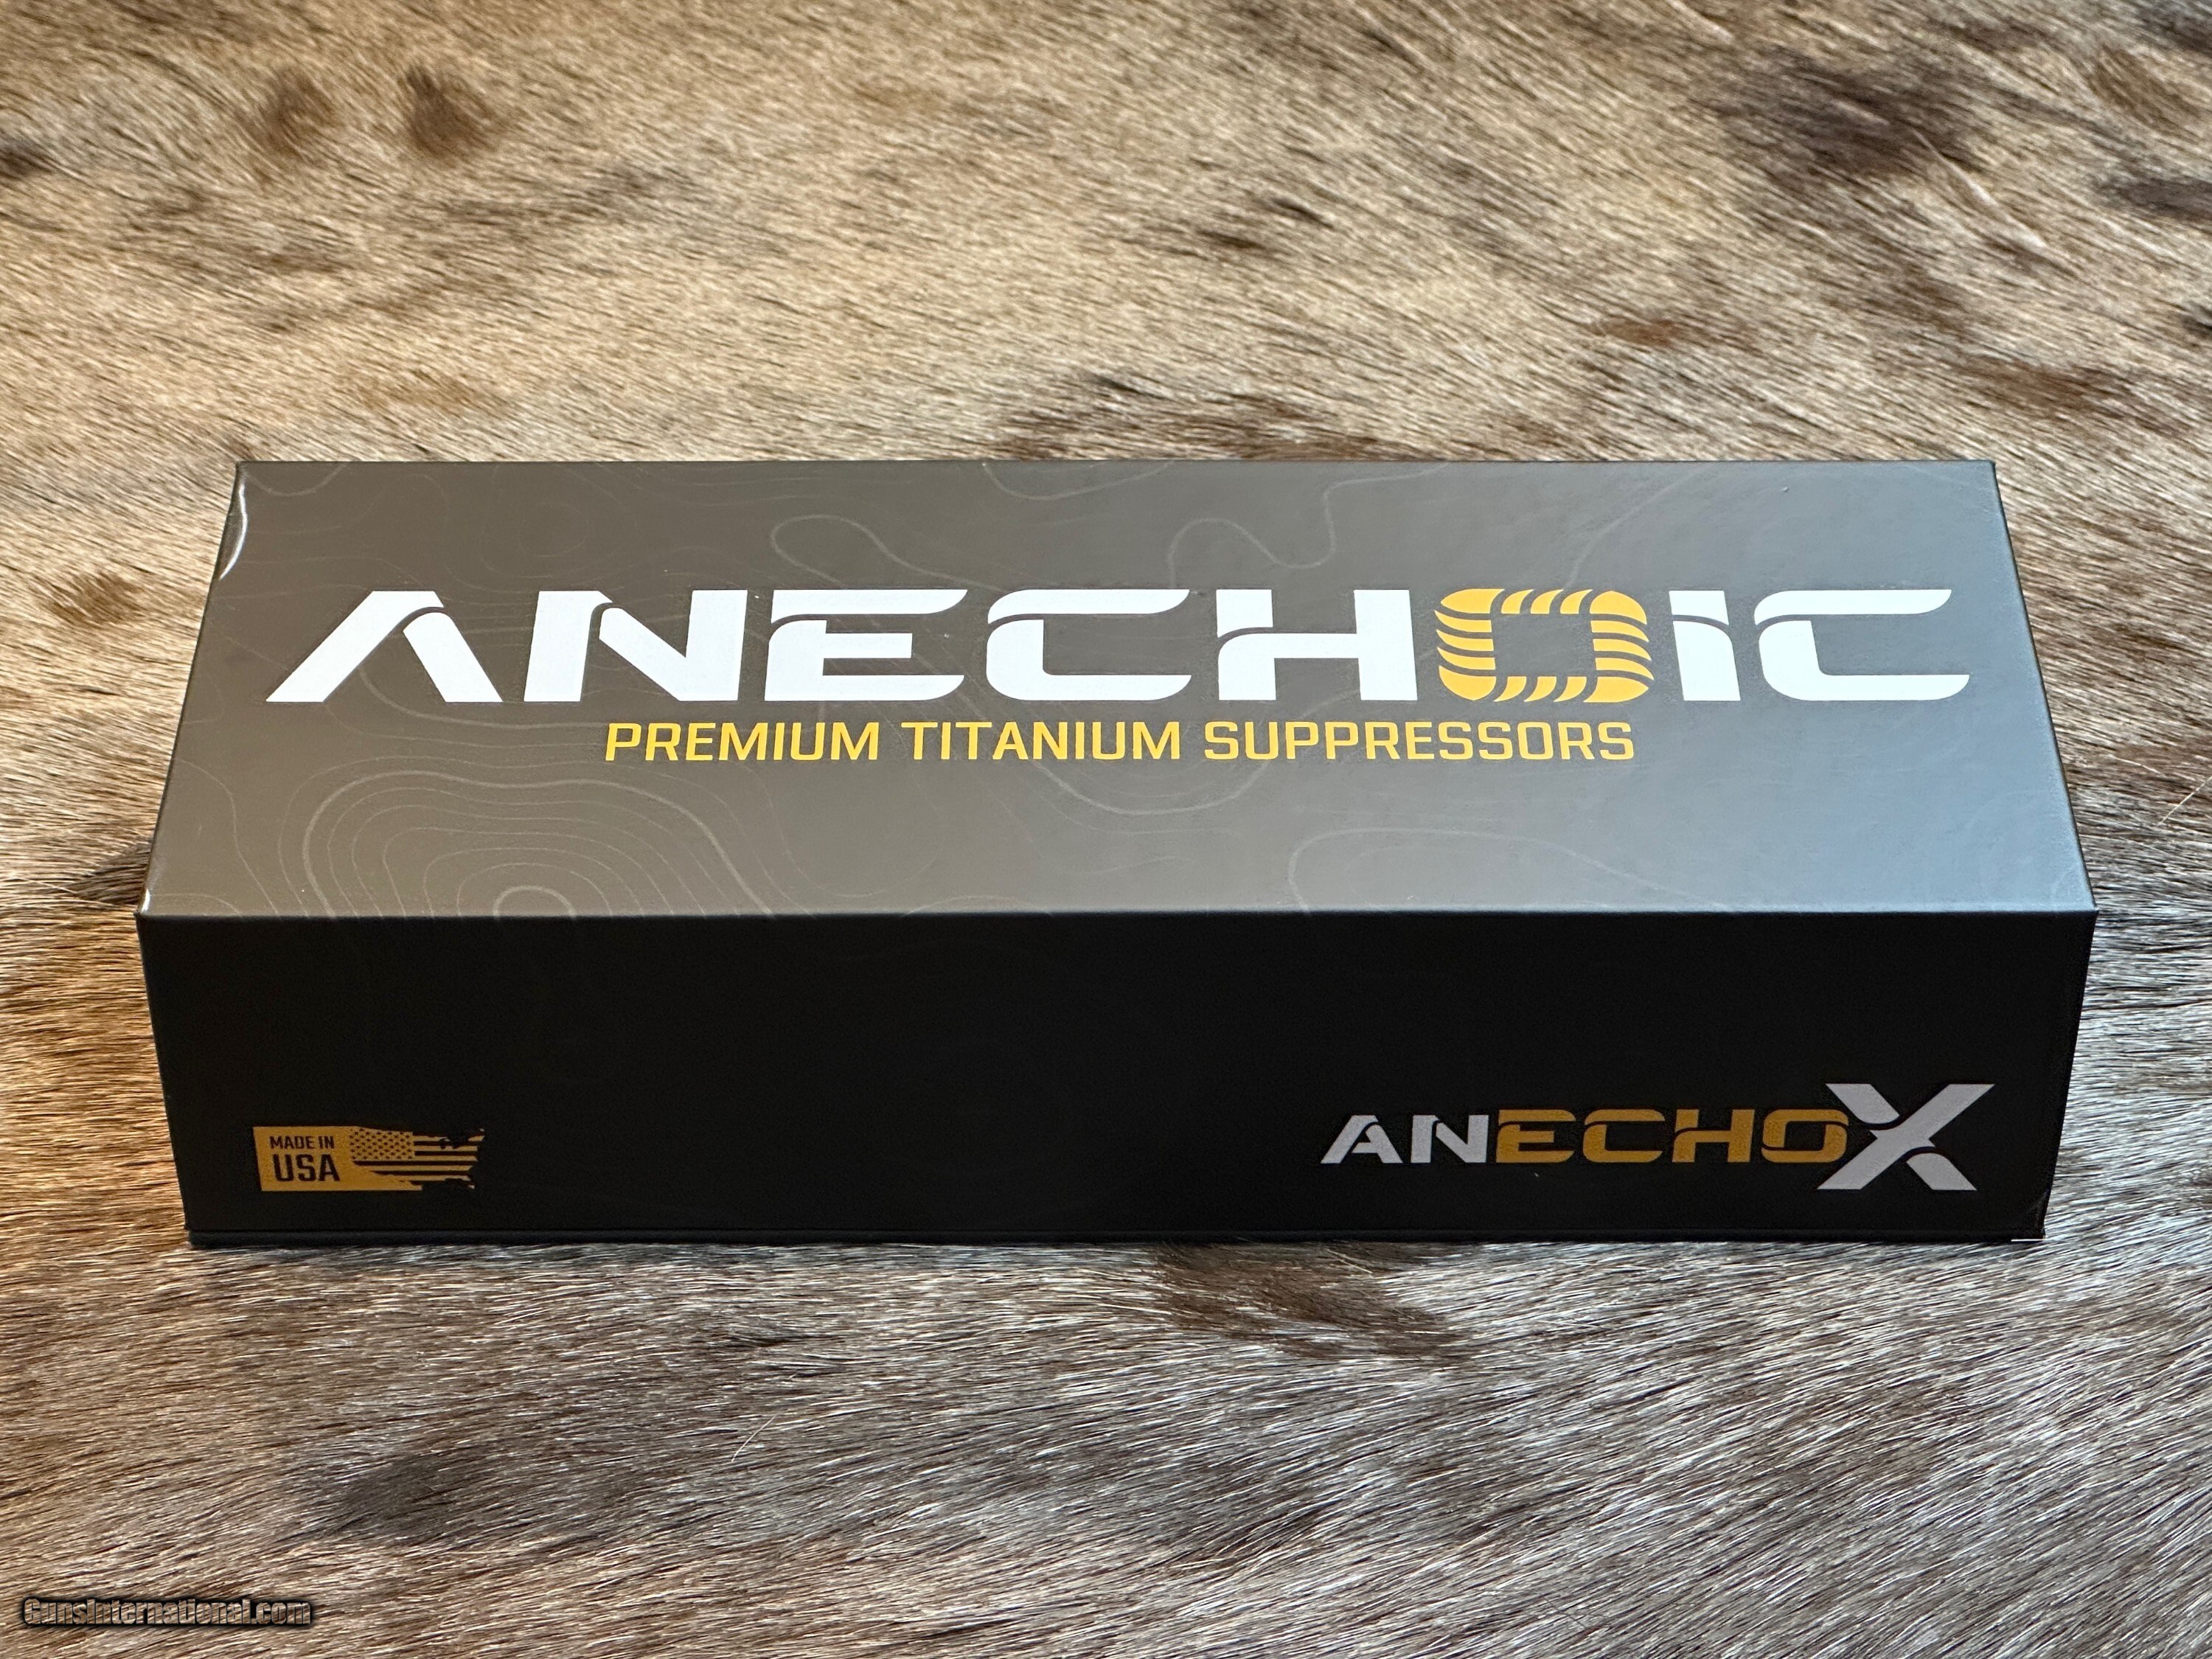 ANECHOIC
PREMIUM TITANIUM SUPPRESSORS
MADE IN
USA
ANECHOX
GunsInternational.com